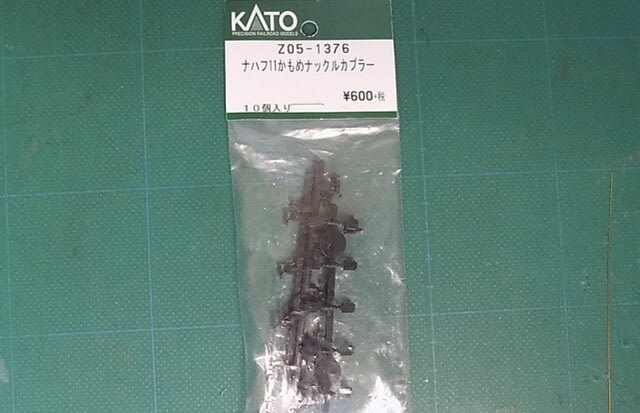 KATO
PRECISION RAILROAD MODELS
Z05-1376
ナハフ11かもめナックルカプラー
¥600+税
10個入り